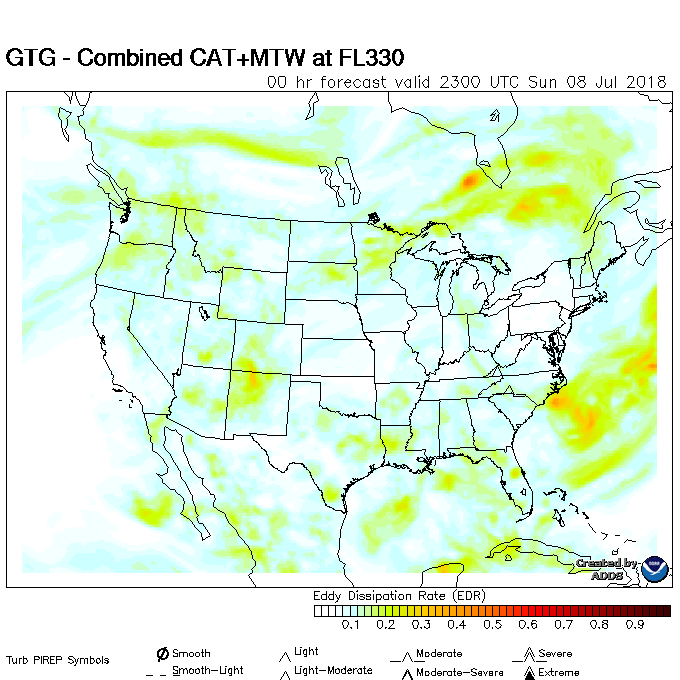 GTG - Combined CAT+MTW at FL330
00 hr forecast valid 2300 UTC Sun 08 Jul 2018
Created by
ADDS
Eddy Dissipation Rate (EDR)
0.1 0.2 0.3 0.4 0.5 0.6 0.7 0.8 0.9
Turb PIREP Symbols
Smooth Light Moderate Severe
Smooth-Light Light-Moderate Moderate-Severe Extreme